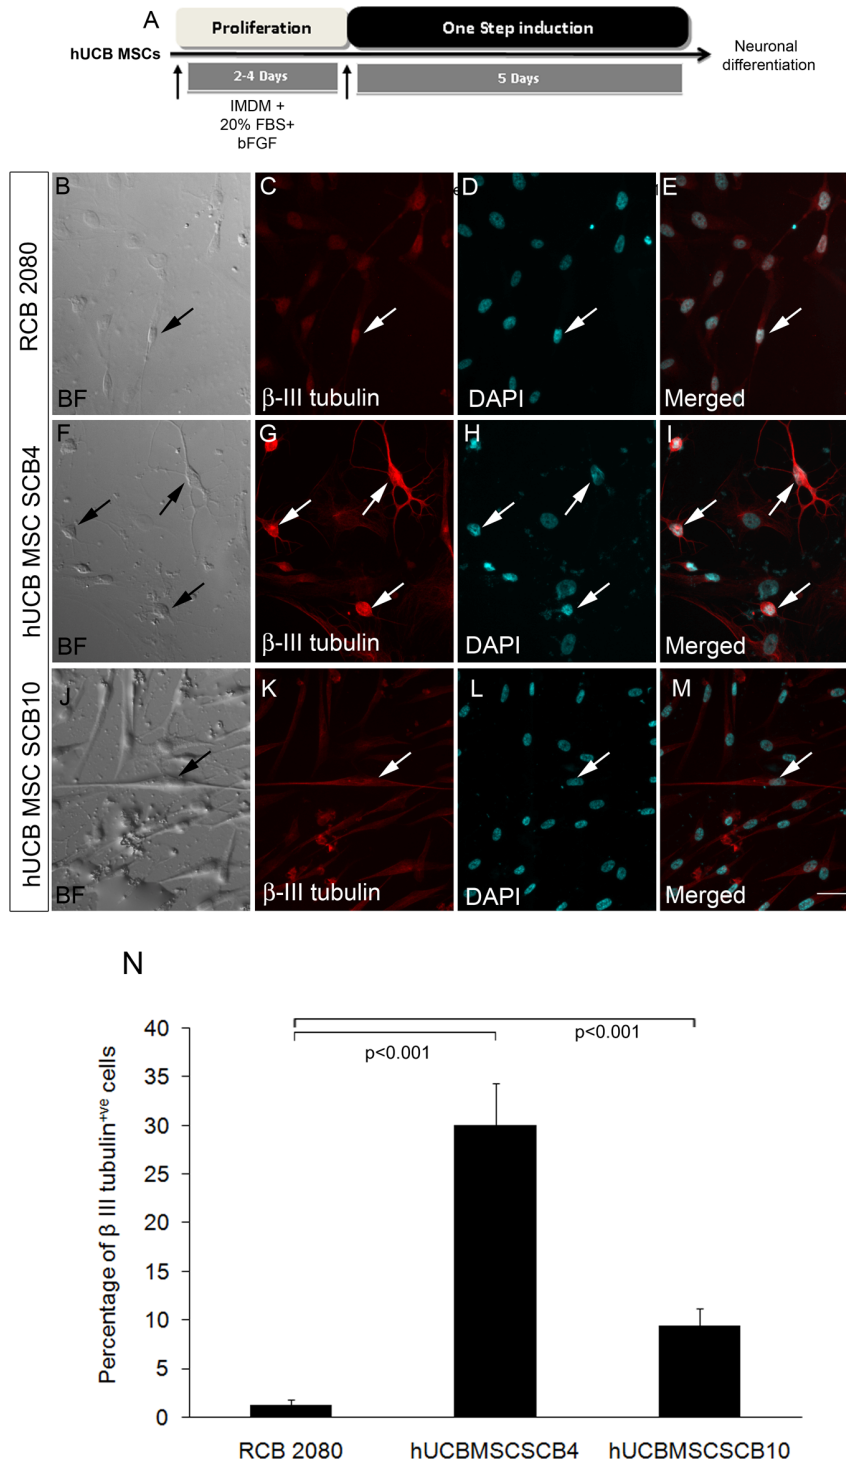 A
Proliferation
One Step induction
hUCB MSCs
Neuronal
differentiation
2-4 Days
5 Days
IMDM +
20% FBS+
bFGF
RCB 2080
B
C
D
E
BF
β-III tubulin
DAPI
Merged
hUCB MSC SCB4
F
G
H
I
BF
β-III tubulin
DAPI
Merged
hUCB MSC SCB10
J
K
L
M
BF
β-III tubulin
DAPI
Merged
N
p<0.001
p<0.001
Percentage of β III tubulin+ve cells
40
35
30
25
20
15
10
5
0
RCB 2080
hUCBMSCSCB4
hUCBMSCSCB10